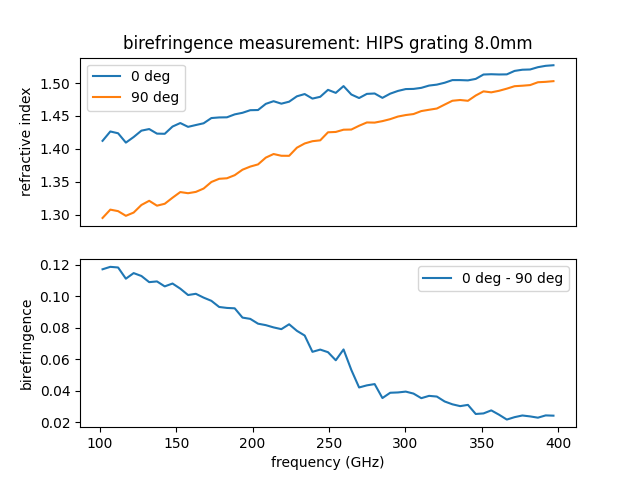 birefringence measurement: HIPS grating 8.0mm
0 deg
90 deg
refractive index
1.50
1.45
1.40
1.35
1.30
0 deg - 90 deg
birefringence
0.12
0.10
0.08
0.06
0.04
0.02
100 150 200 250 300 350 400
frequency (GHz)